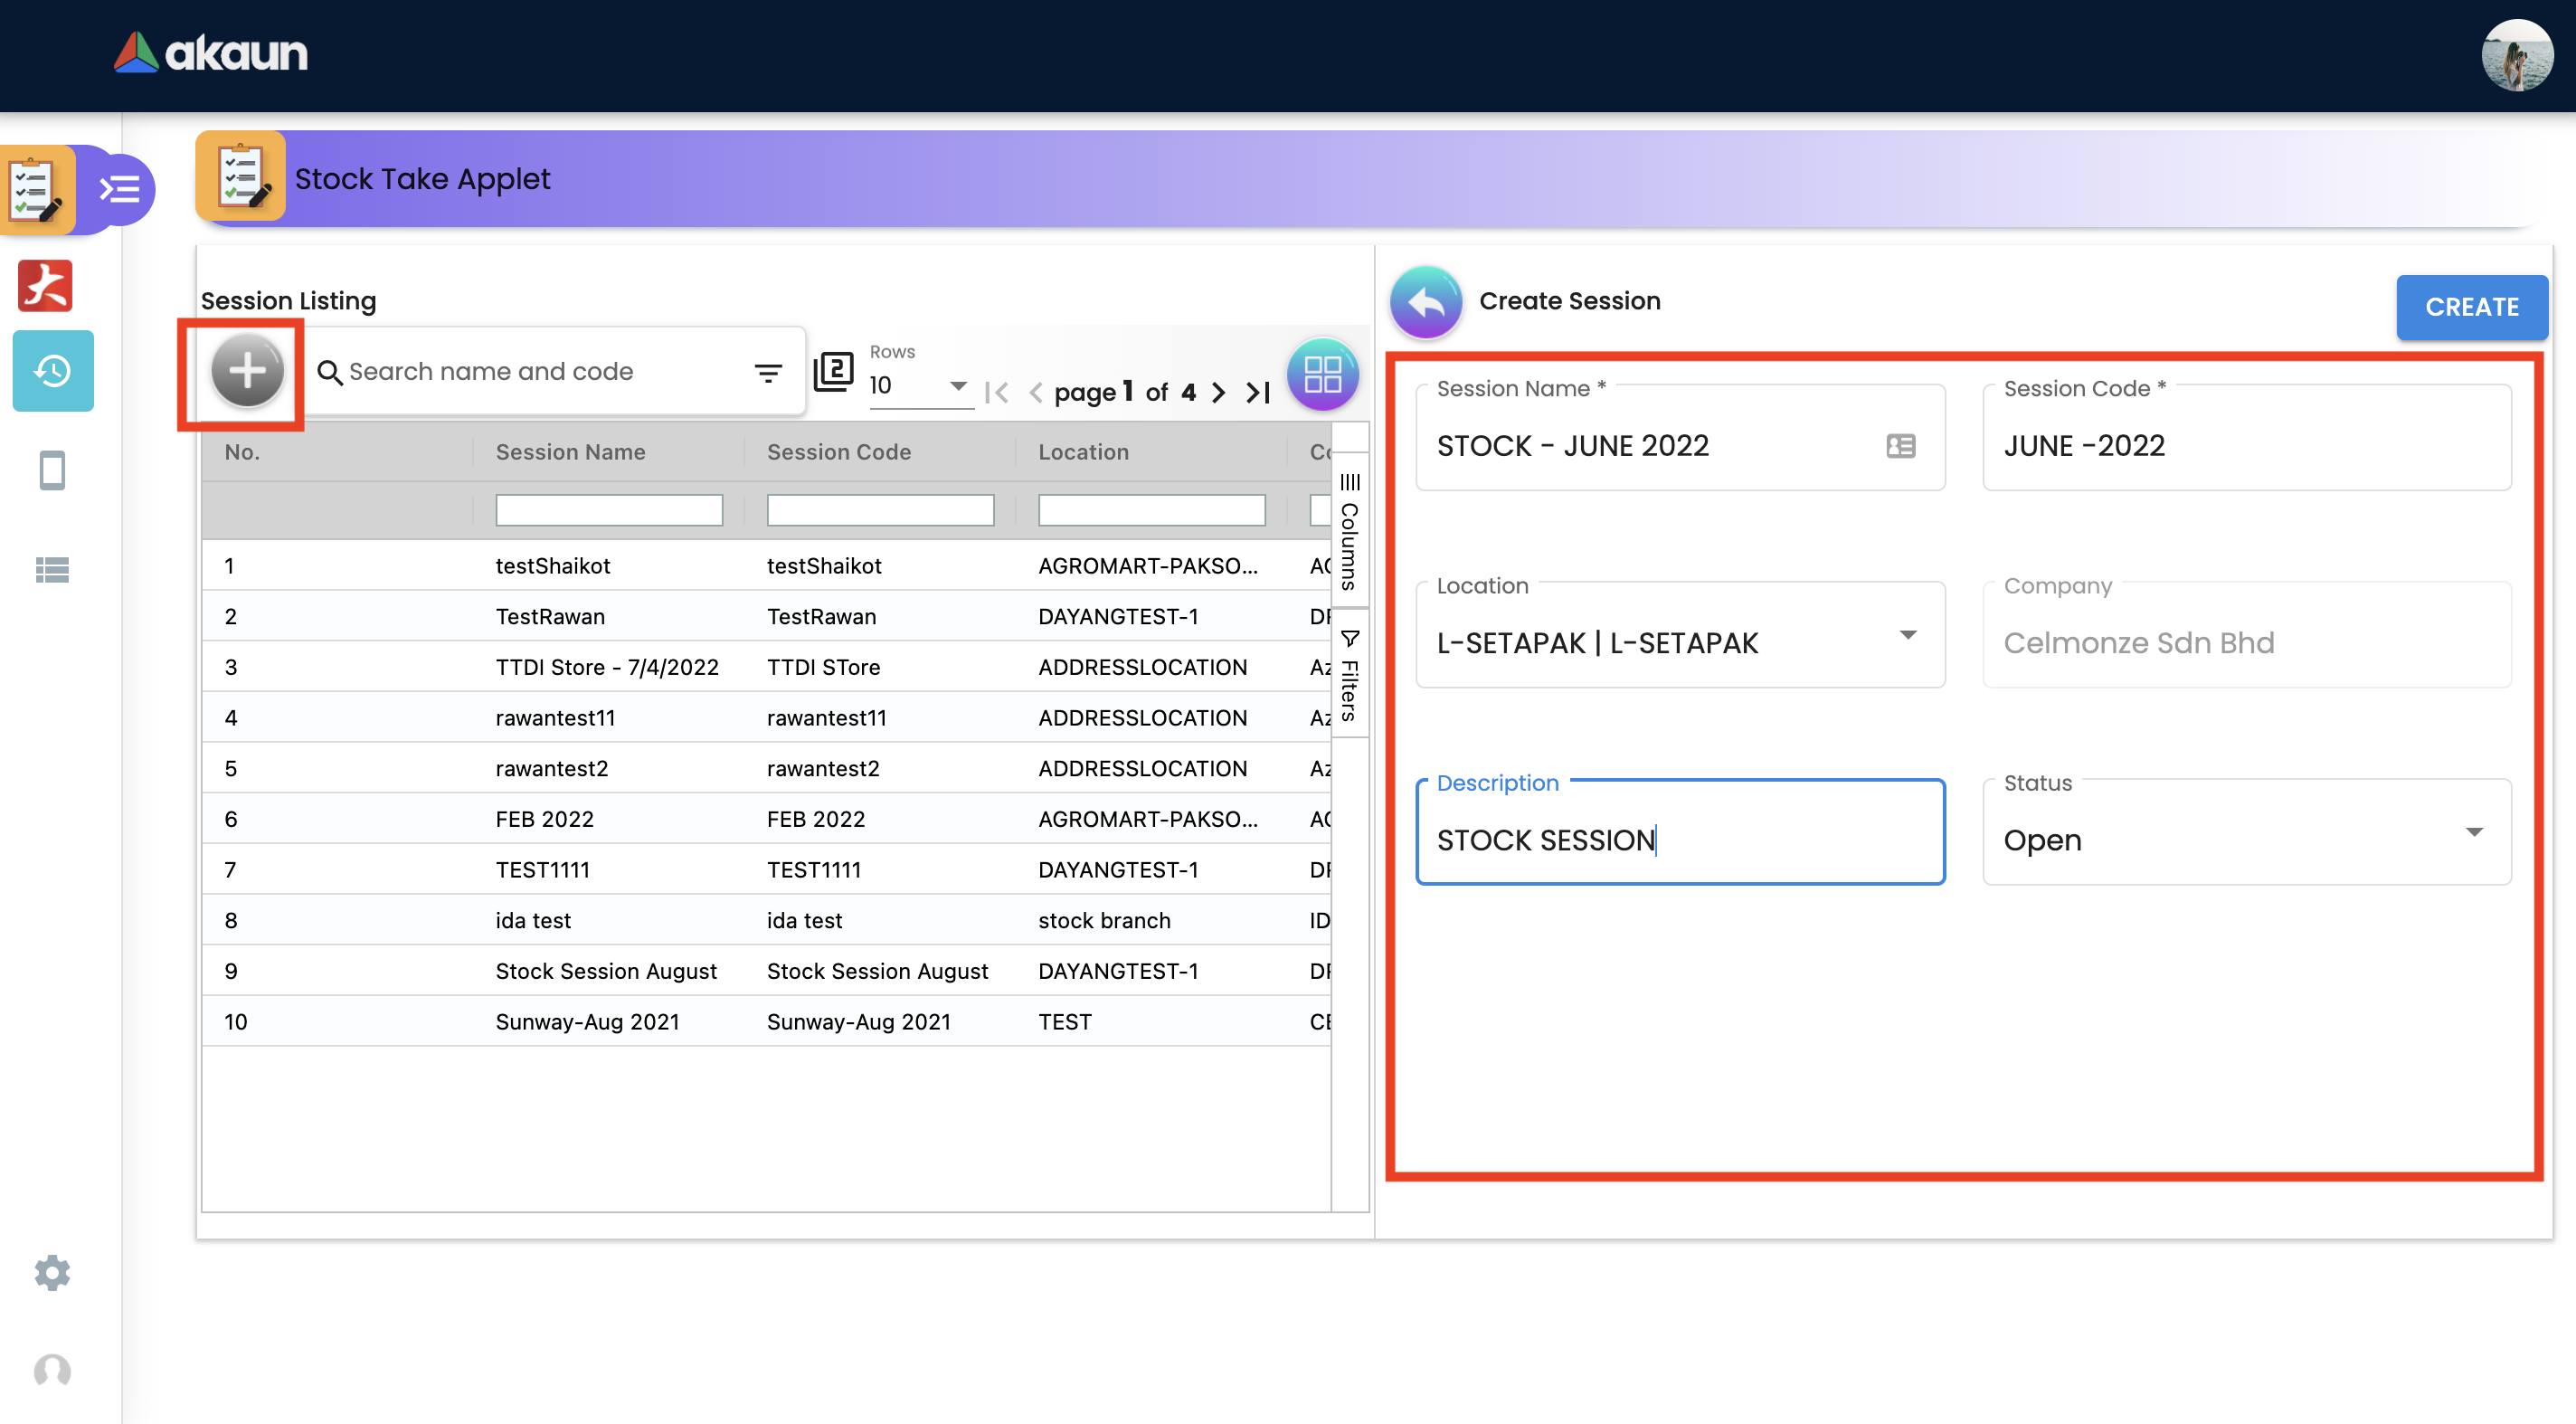 akaun
Stock Take Applet
Session Listing
Search name and code
2
Rows
10
page 1 of 4
No. Session Name Session Code Location Co
1 testShaikot testShaikot AGROMART-PAKSO... AG
2 TestRawan TestRawan DAYANGTEST-1
3 TTDI Store - 7/4/2022 TTDI STore ADDRESSLOCATION Az
4 rawantest11 rawantest11 ADDRESSLOCATION Az
5 rawantest2 rawantest2 ADDRESSLOCATION Az
6 FEB 2022 FEB 2022 AGROMART-PAKSO... AG
7 TEST1111 TEST1111 DAYANGTEST-1
8 ida test ida test stock branch ID
9 Stock Session August Stock Session August DAYANGTEST-1
10 Sunway-Aug 2021 Sunway-Aug 2021 TEST CE
Columns
Filters
Create Session
CREATE
Session Name *
STOCK - JUNE 2022
Session Code *
JUNE -2022
Location
L-SETAPAK | L-SETAPAK
Company
Celmonze Sdn Bhd
Description
STOCK SESSION
Status
Open